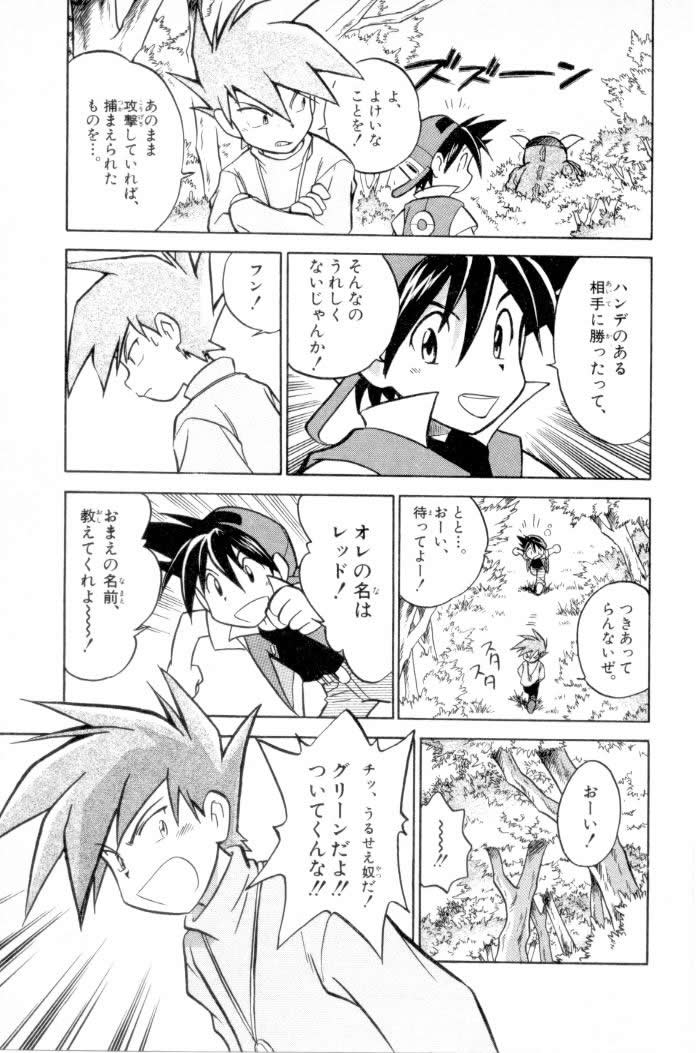 ズズーン
よ、
よけいな
ことを!
あのまま
攻撃していれば、
捕まえられた
ものを…。
ハンデのある
相手に勝ったって、
そんなの
うれしく
ないじゃんか!
フン!
とと…。
おーい、
待ってよー!
つきあって
らんないぜ。
スタ
スタ
オレの名は
レッド!
おまえの名前、
教えてくれよ〜〜!
おーい!
〜〜!!
チッ、うるせえ奴だ!
グリーンだよ!!
ついてくんな!!